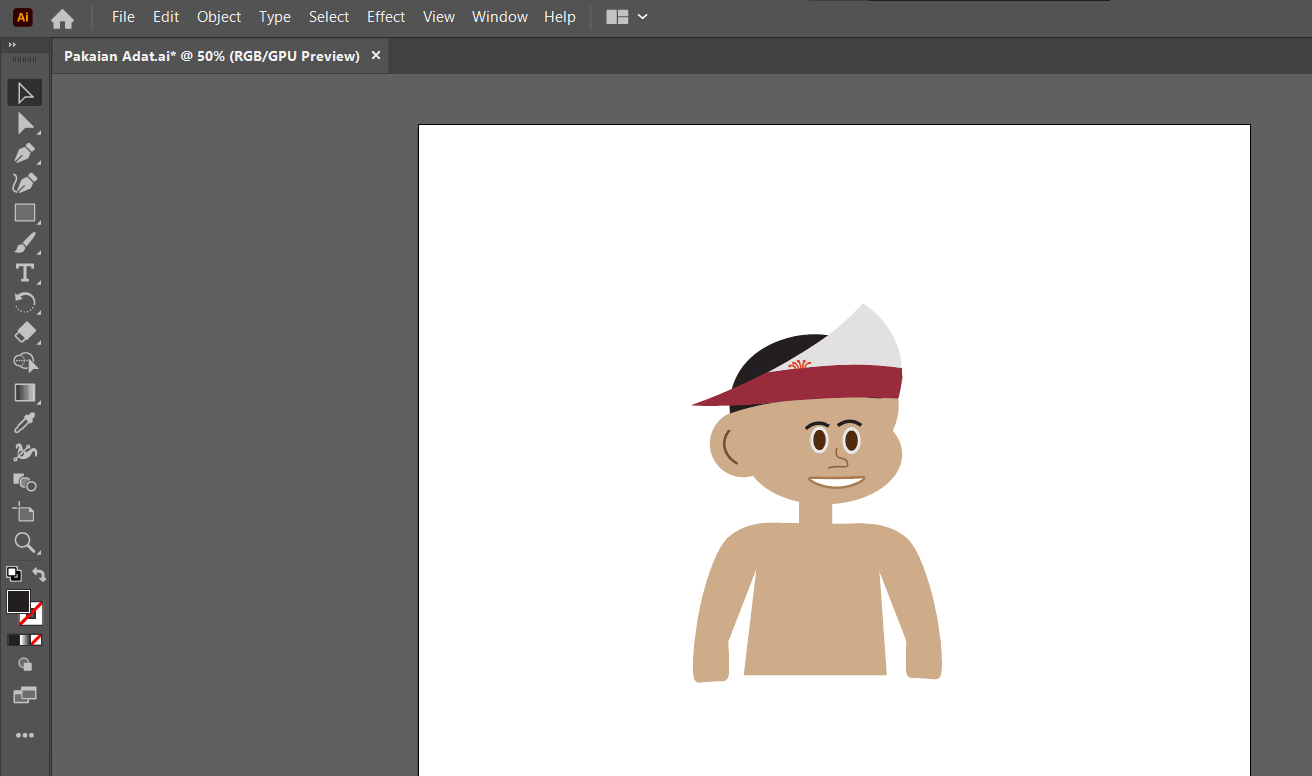 Ai File Edit Object Type Select Effect View Window Help
Pakaian Adat.ai* @ 50% (RGB/GPU Preview) ×